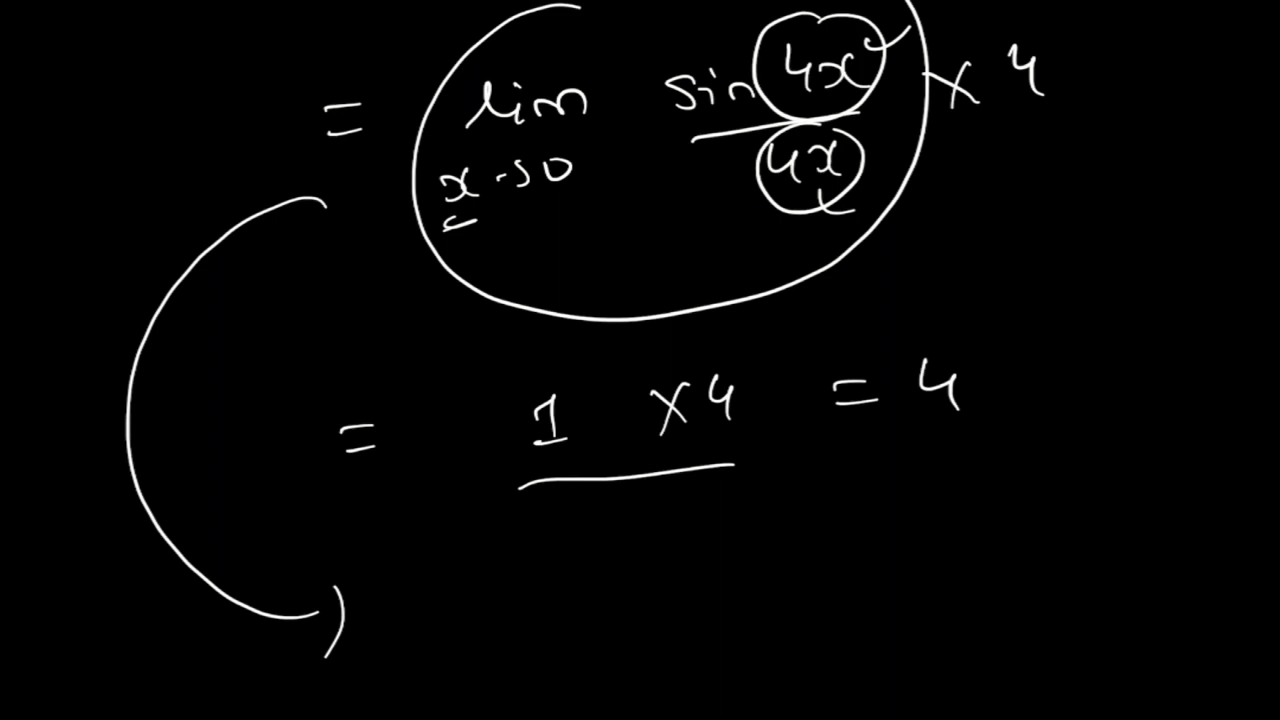 = lim sin 4x × 4
x→0 4x
= 1 × 4 = 4